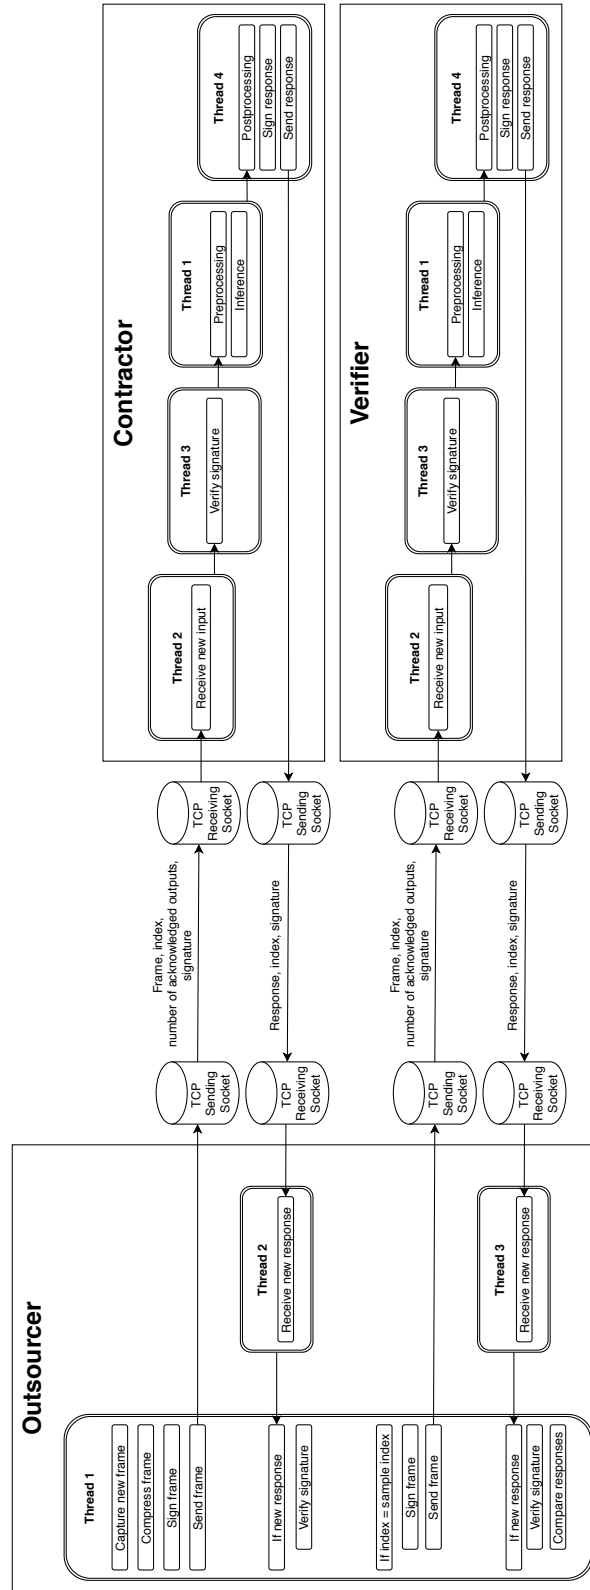 Outsourcer
Thread 1
Capture new frame
Compress frame
Sign frame
Send frame
If new response
Verify signature
If index = sample index
Sign frame
Send frame
If new response
Verify signature
Compare responses
Thread 2
Receive new response
Thread 3
Receive new response
TCP
Sending
Socket
TCP
Receiving
Socket
TCP
Sending
Socket
TCP
Receiving
Socket
Frame, index,
number of acknowledged outputs,
signature
Response, index, signature
Frame, index,
number of acknowledged outputs,
signature
Response, index, signature
TCP
Receiving
Socket
TCP
Sending
Socket
TCP
Receiving
Socket
TCP
Sending
Socket
Contractor
Thread 2
Receive new input
Thread 3
Verify signature
Thread 1
Preprocessing
Inference
Thread 4
Postprocessing
Sign response
Send response
Verifier
Thread 2
Receive new input
Thread 3
Verify signature
Thread 1
Preprocessing
Inference
Thread 4
Postprocessing
Sign response
Send response